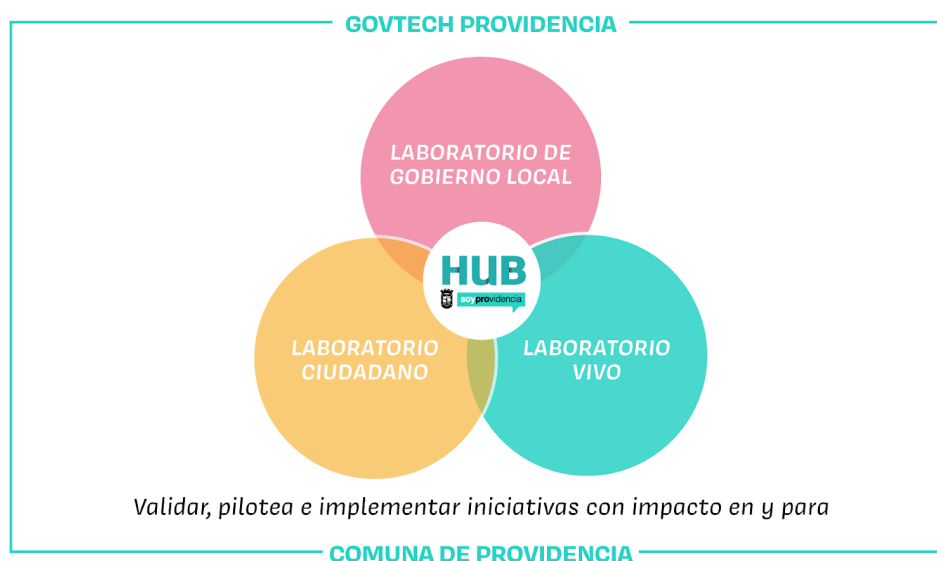 GOVTECH PROVIDENCIA
LABORATORIO DE
GOBIERNO LOCAL
HUB
soyprovidencia
LABORATORIO
CIUDADANO
LABORATORIO
VIVO
Validar, pilotea e implementar iniciativas con impacto en y para
COMUNA DE PROVIDENCIA